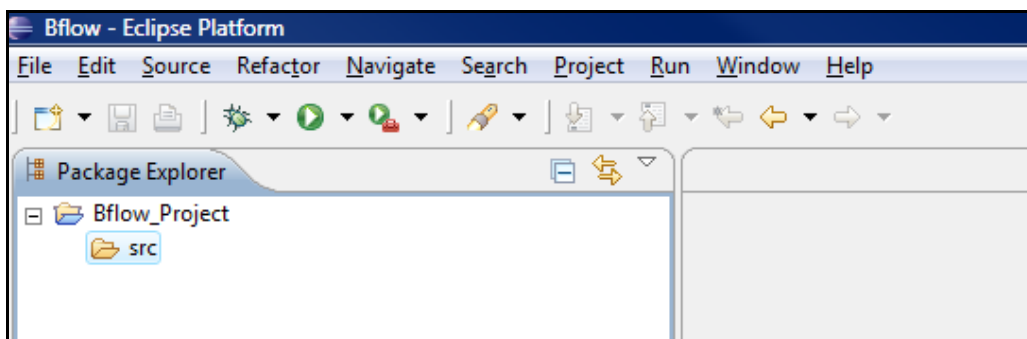 Bflow - Eclipse Platform
File Edit Source Refactor Navigate Search Project Run Window Help
Package Explorer
Bflow_Project
src